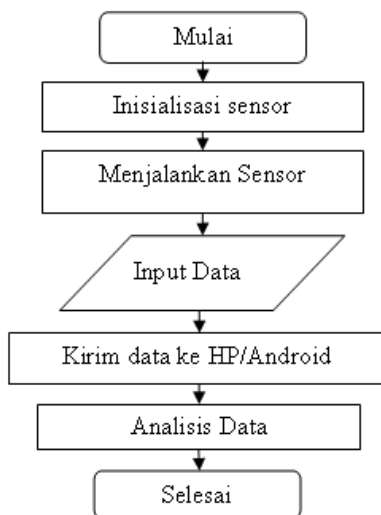 Mulai
Inisialisasi sensor
Menjalankan Sensor
Input Data
Kirim data ke HP/Android
Analisis Data
Selesai